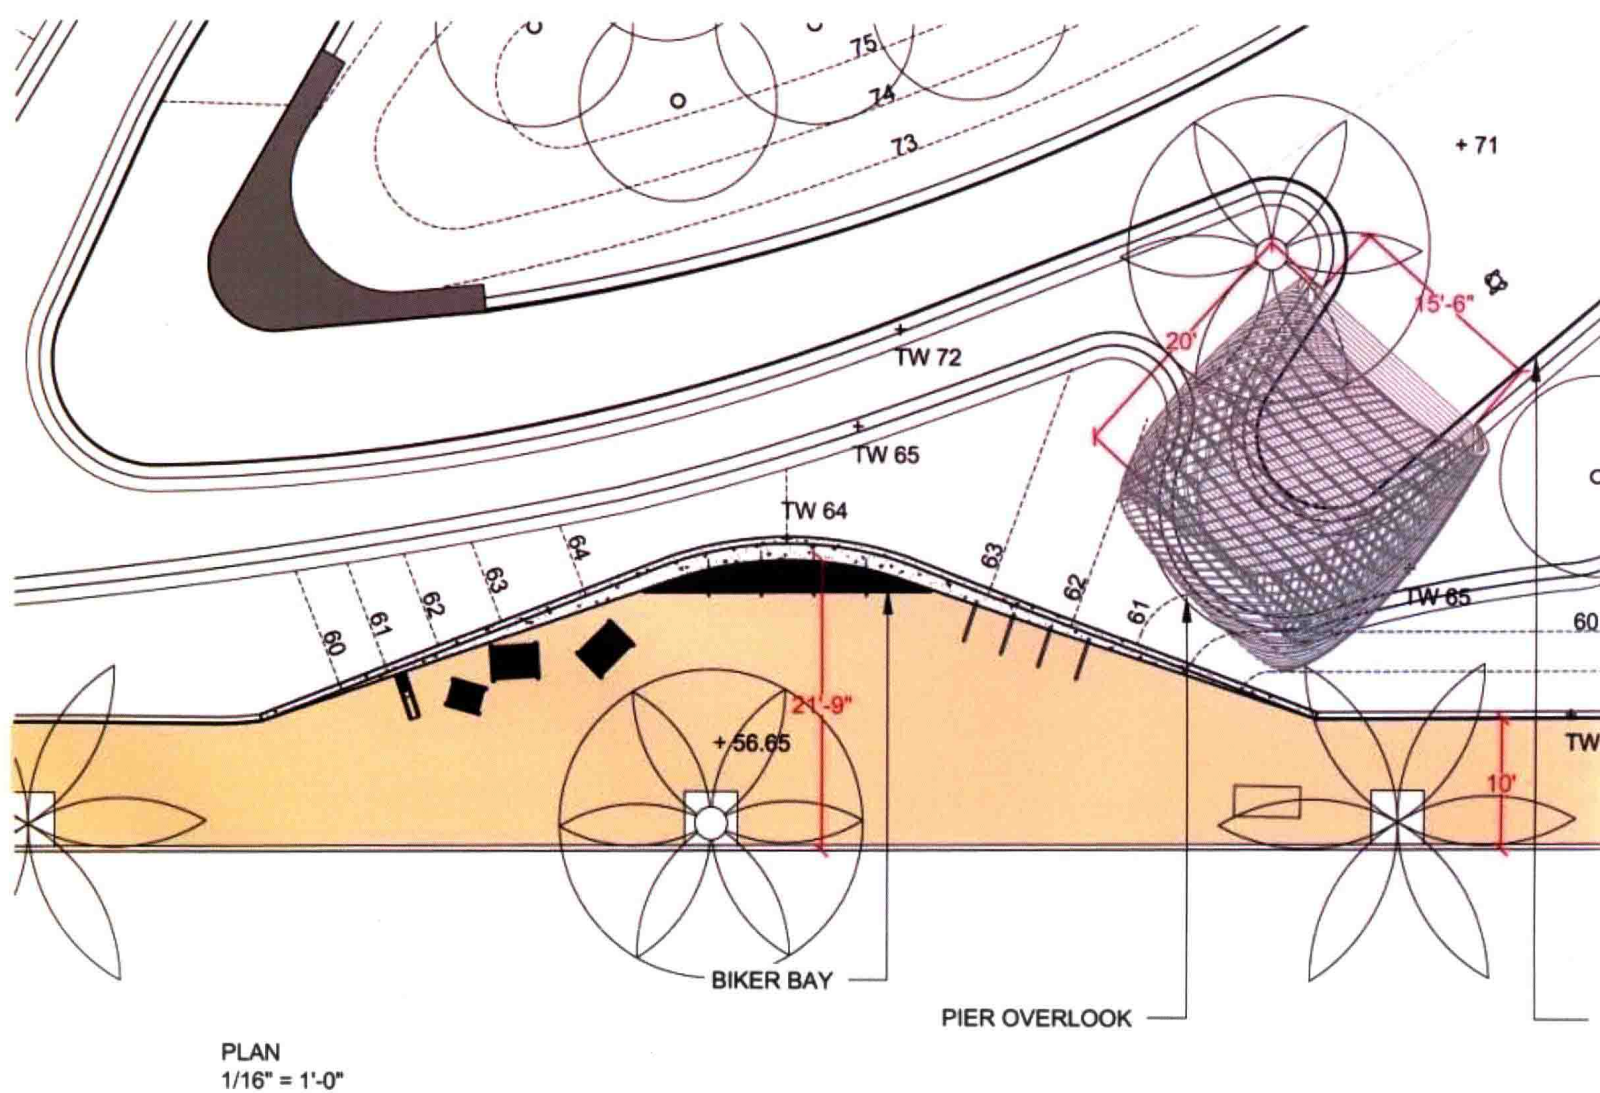 75
74
73
+ 71
15'-6"
20'
TW 72
TW 65
TW 64
64
63
62
61
60
63
62
61
TW 65
60
21'-9"
+ 56.65
TW
10'
BIKER BAY
PIER OVERLOOK
PLAN
1/16" = 1'-0"